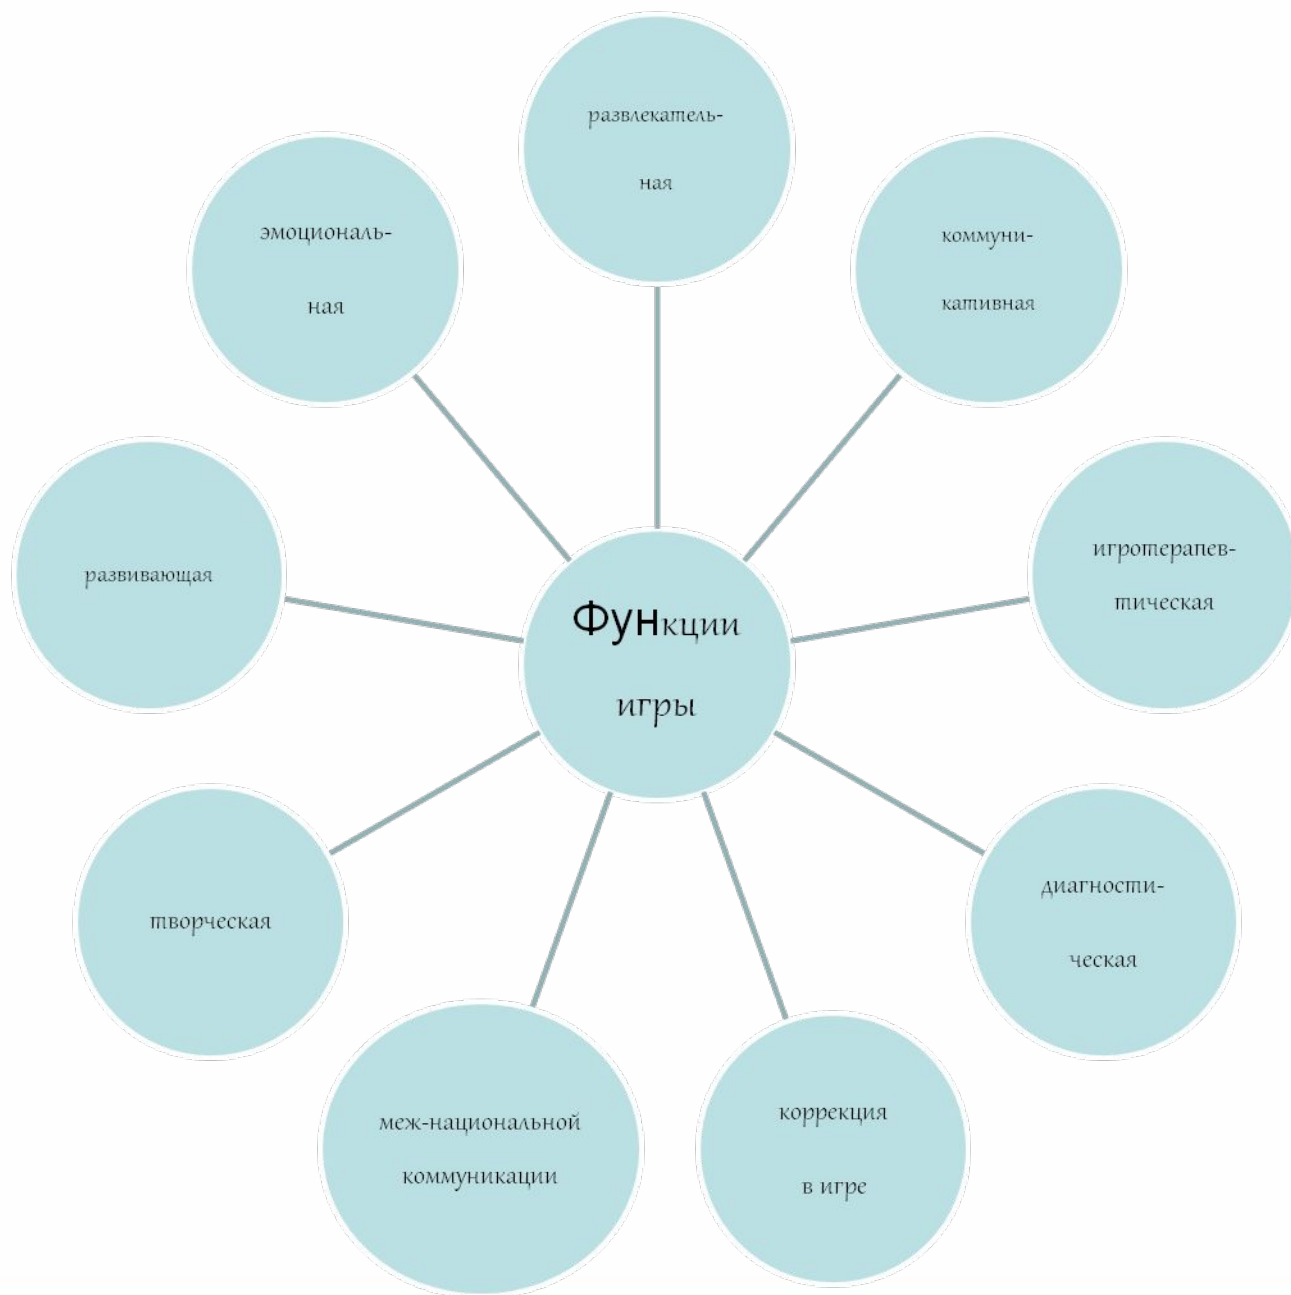 развлекатель-
ная
эмоциональ-
ная
коммуни-
кативная
развивающая
игротерапев-
тическая
Функции
игры
творческая
диагности-
ческая
меж-национальной
коммуникации
коррекция
в игре